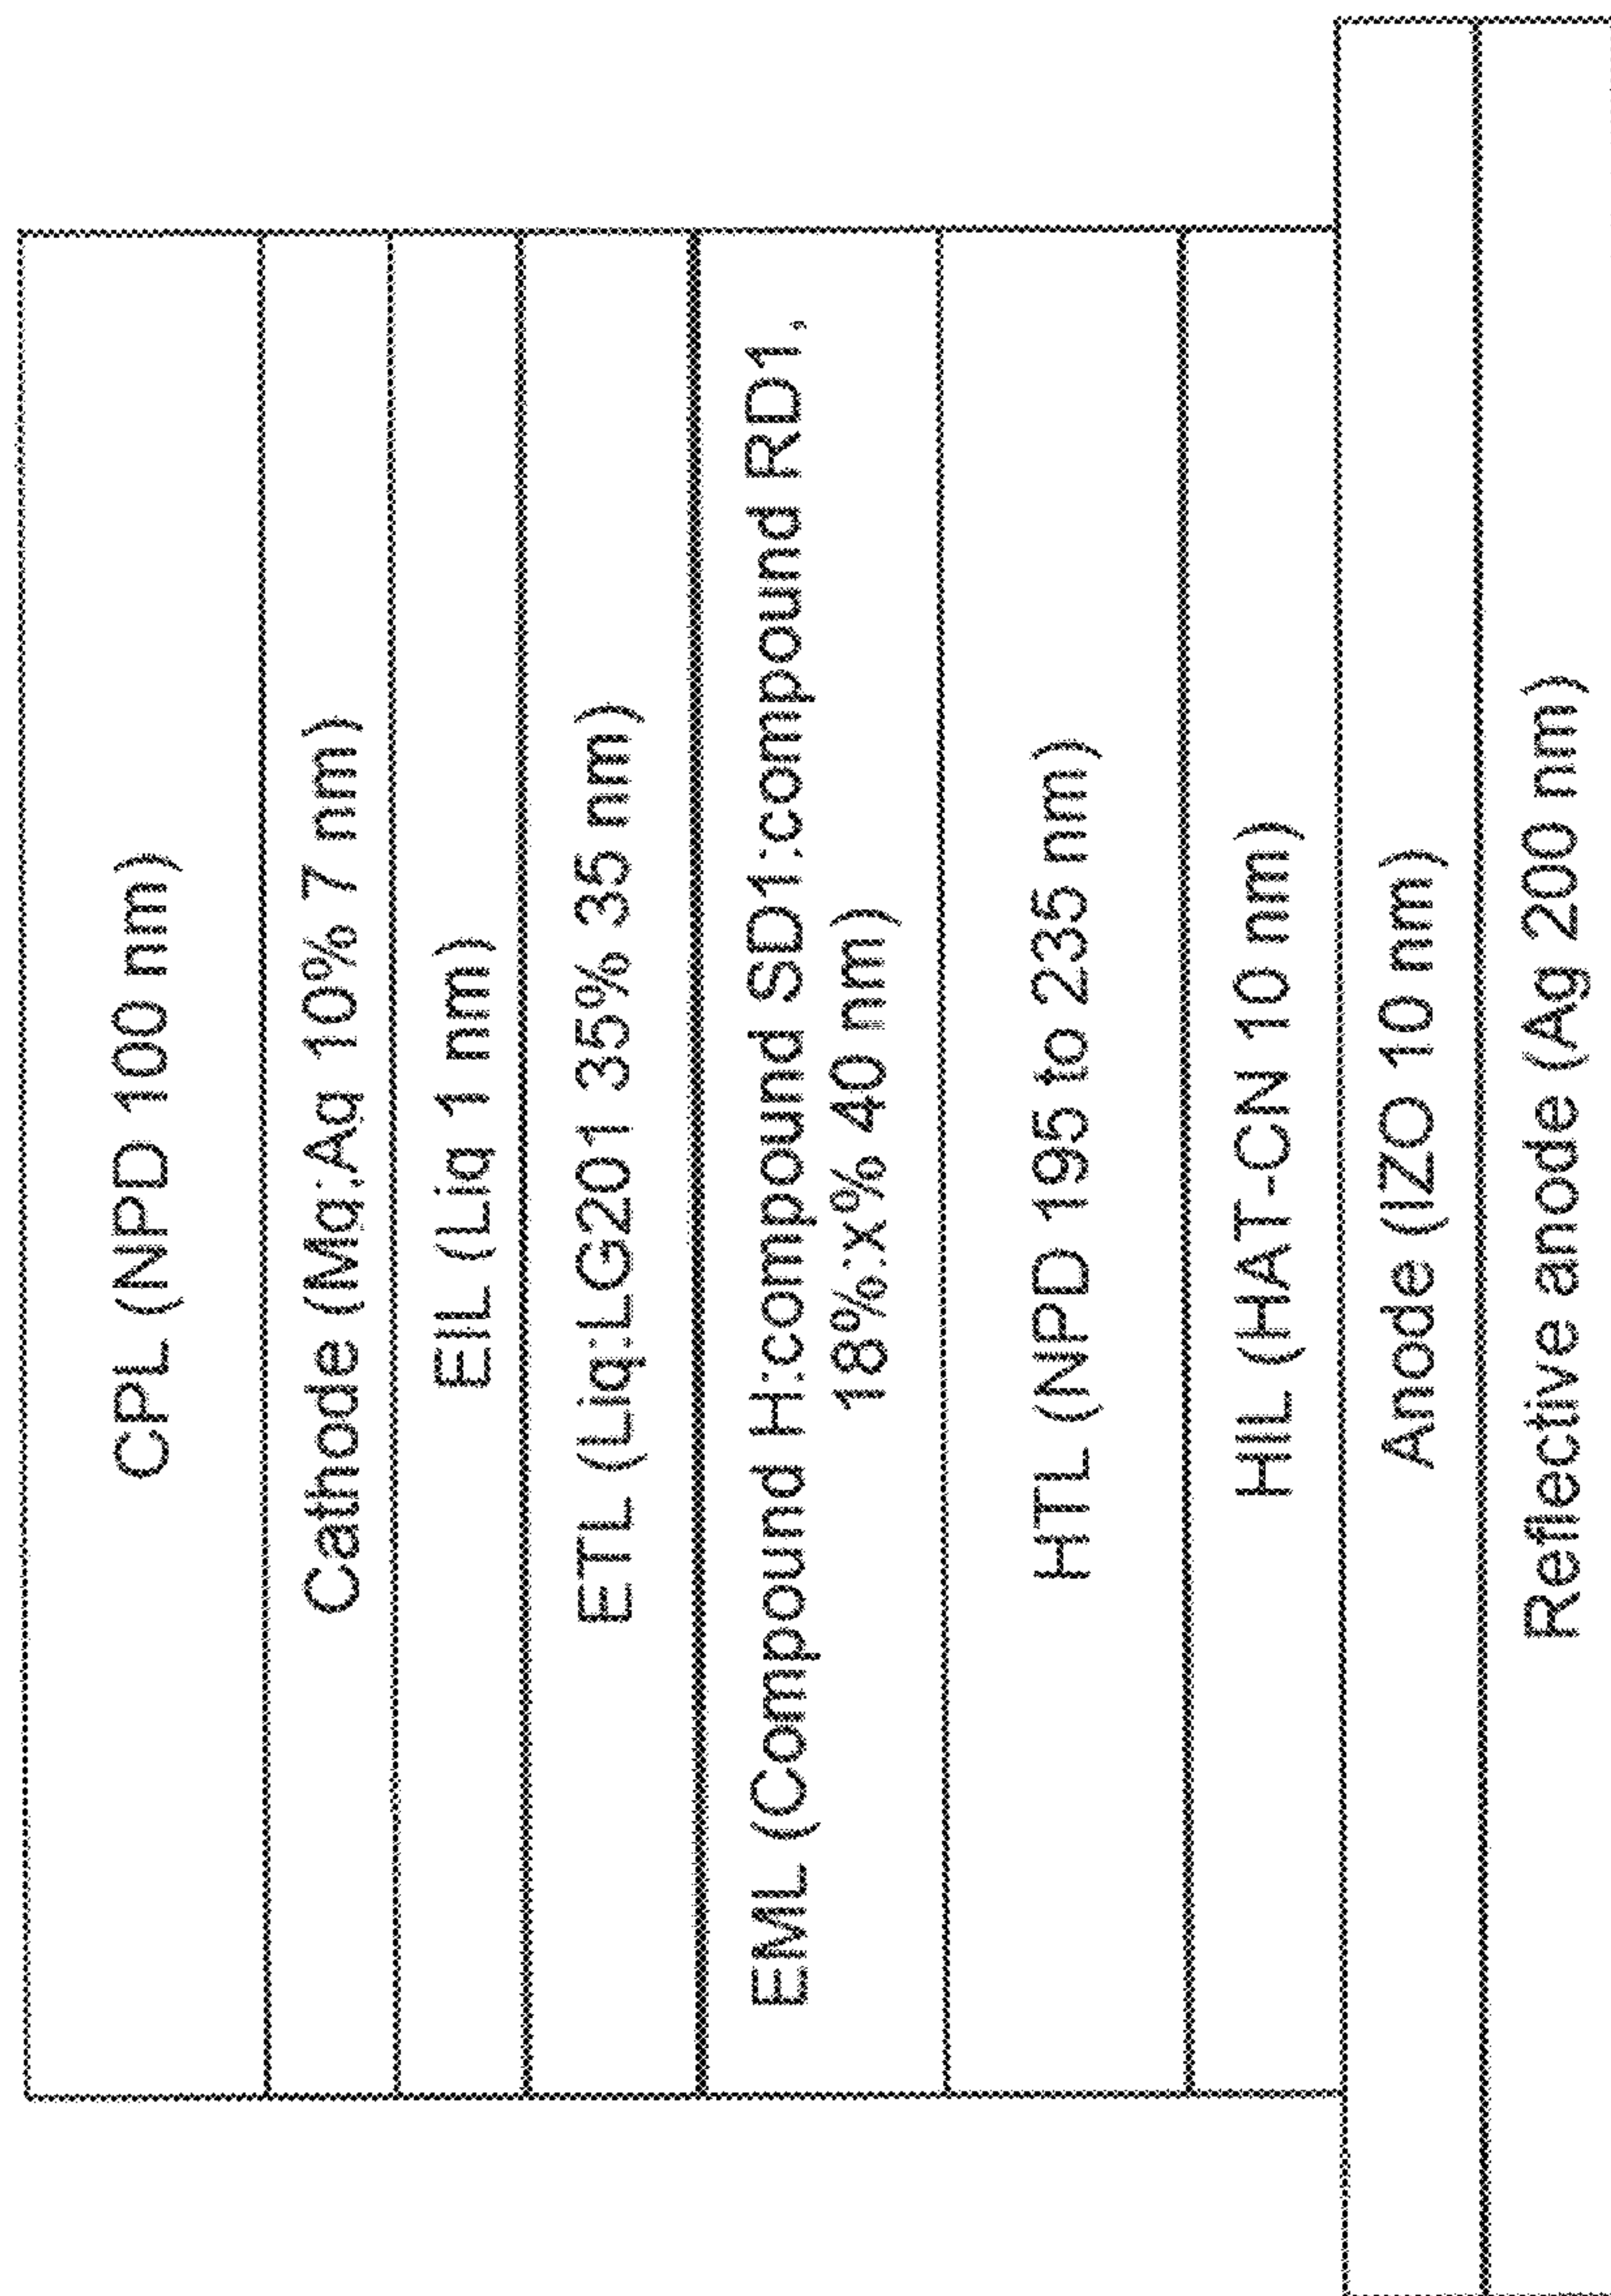 CPL (NPD 100 nm)
Cathode (Mg:Ag 10% 7 nm)
EIL (Liq 1 nm)
ETL (Liq:LG201 35% 35 nm)
EML (Compound H:compound SD1:compound RD1,
18%:x% 40 nm)
HTL (NPD 195 to 235 nm)
HIL (HAT-CN 10 nm)
Anode (IZO 10 nm)
Reflective anode (Ag 200 nm)